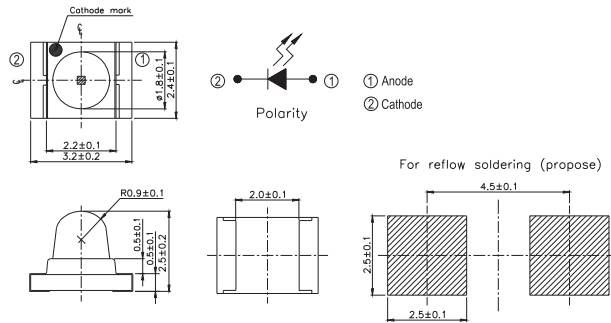 Cathode mark
℄
②
①
℄
ø1.8±0.1
2.4±0.1
2.2±0.1
3.2±0.2
②
①
Polarity
① Anode
② Cathode
For reflow soldering (propose)
R0.9±0.1
0.5±0.1
0.5±0.1
2.5±0.2
2.0±0.1
4.5±0.1
2.5±0.1
2.5±0.1